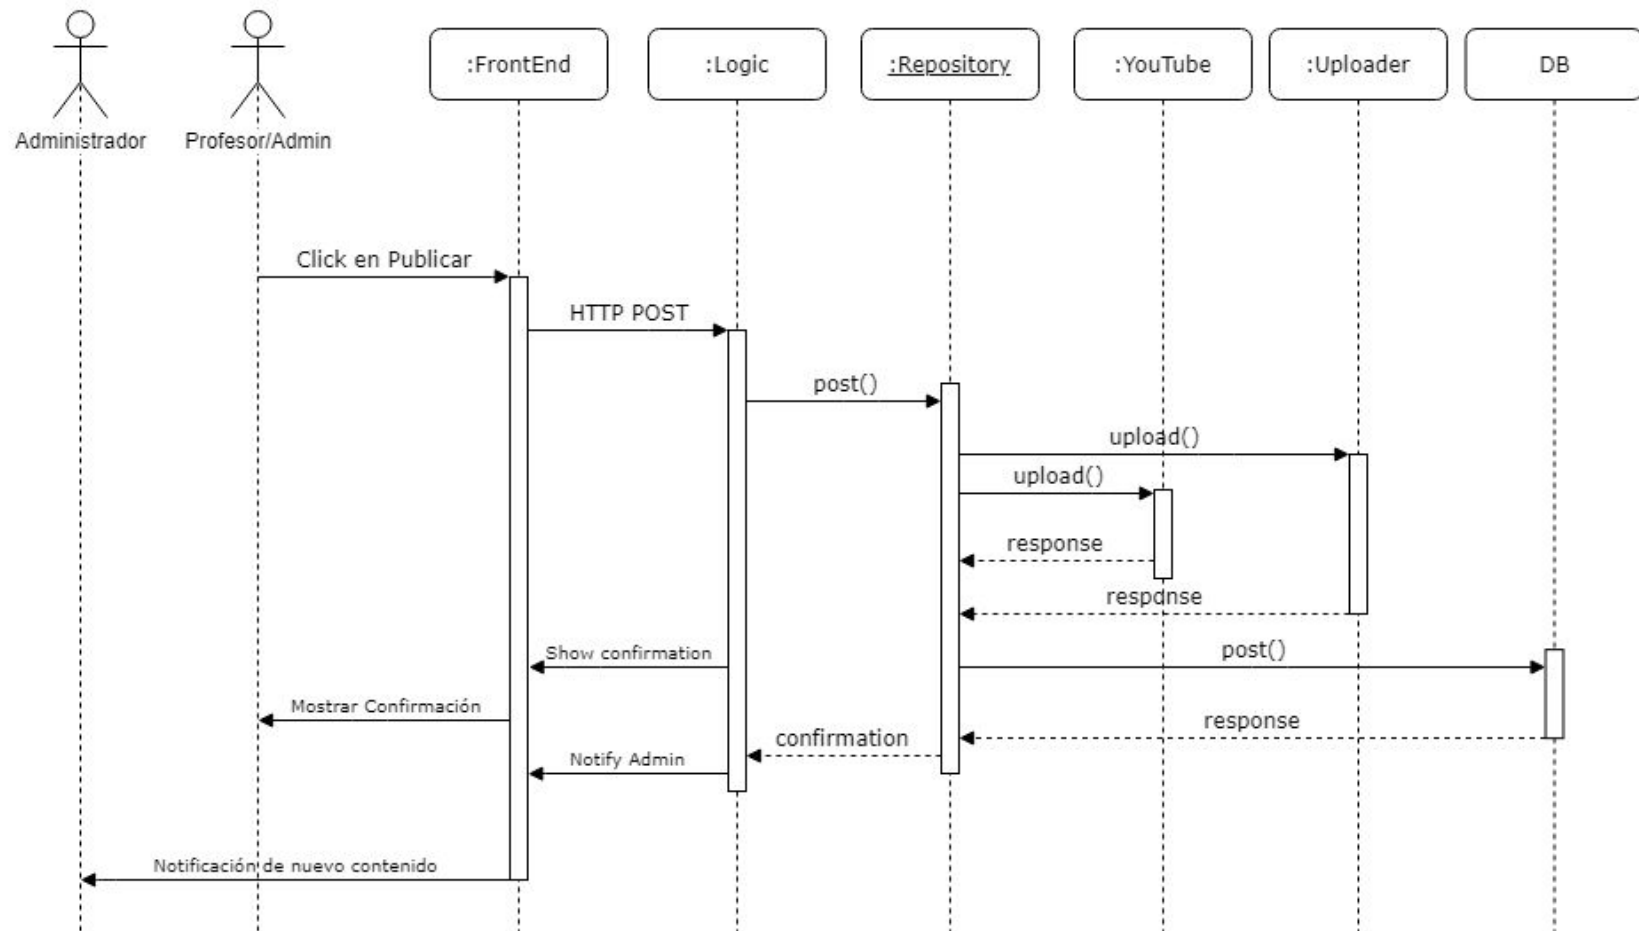 :FrontEnd
:Logic
:Repository
:YouTube
:Uploader
DB
Administrador
Profesor/Admin
Click en Publicar
HTTP POST
post()
upload()
upload()
response
response
Show confirmation
post()
Mostrar Confirmación
response
confirmation
Notify Admin
Notificación de nuevo contenido